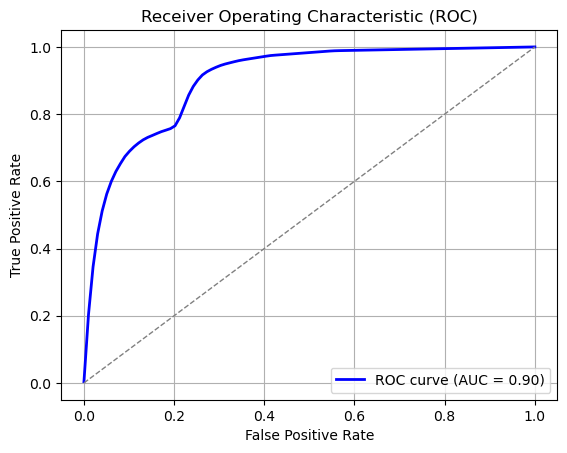 Receiver Operating Characteristic (ROC)
True Positive Rate
1.0
0.8
0.6
0.4
0.2
0.0
ROC curve (AUC = 0.90)
0.0 0.2 0.4 0.6 0.8 1.0
False Positive Rate